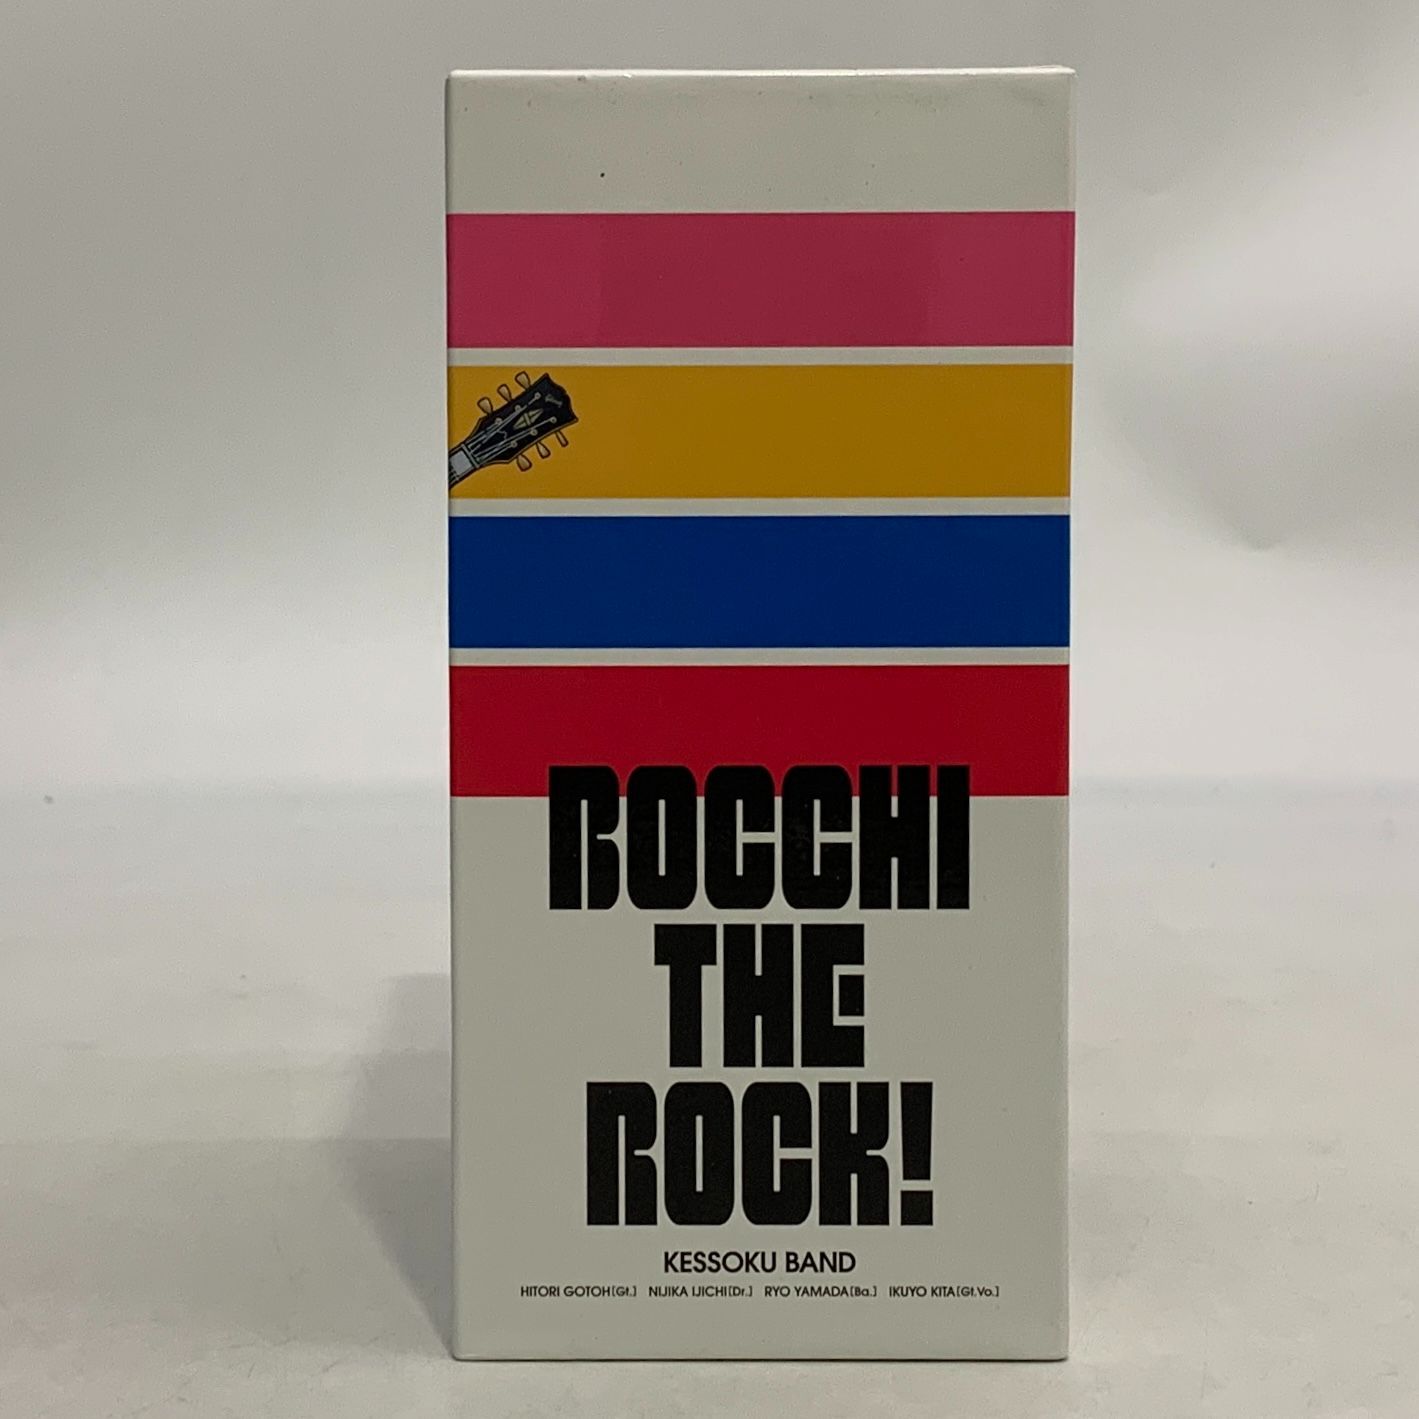 BOCCHI
THE
ROCK!
KESSOKU BAND
HITORI GOTOH[Gt.] NIJIKA IJICHI[Dr.] RYO YAMADA[Ba.] IKUYO KITA[Gt.Vo.]